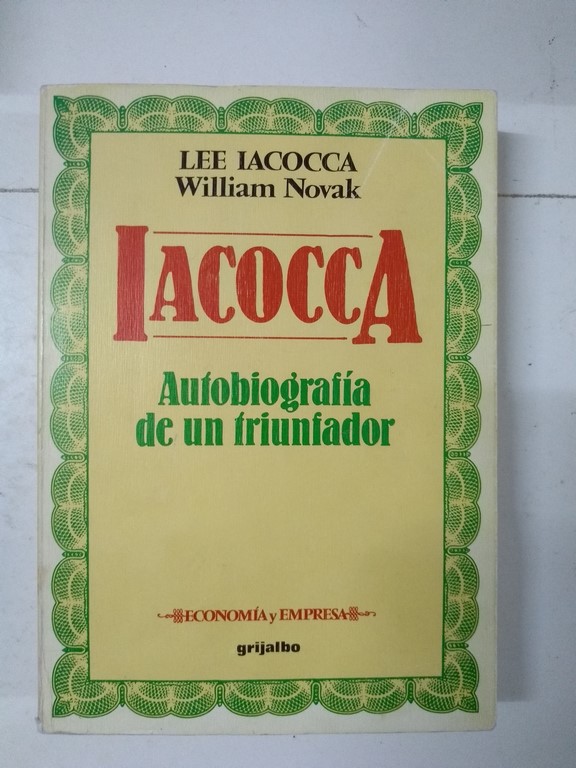 LEE IACOCCA
William Novak
IACOCCA
Autobiografía
de un triunfador
ECONOMÍA y EMPRESA
grijalbo